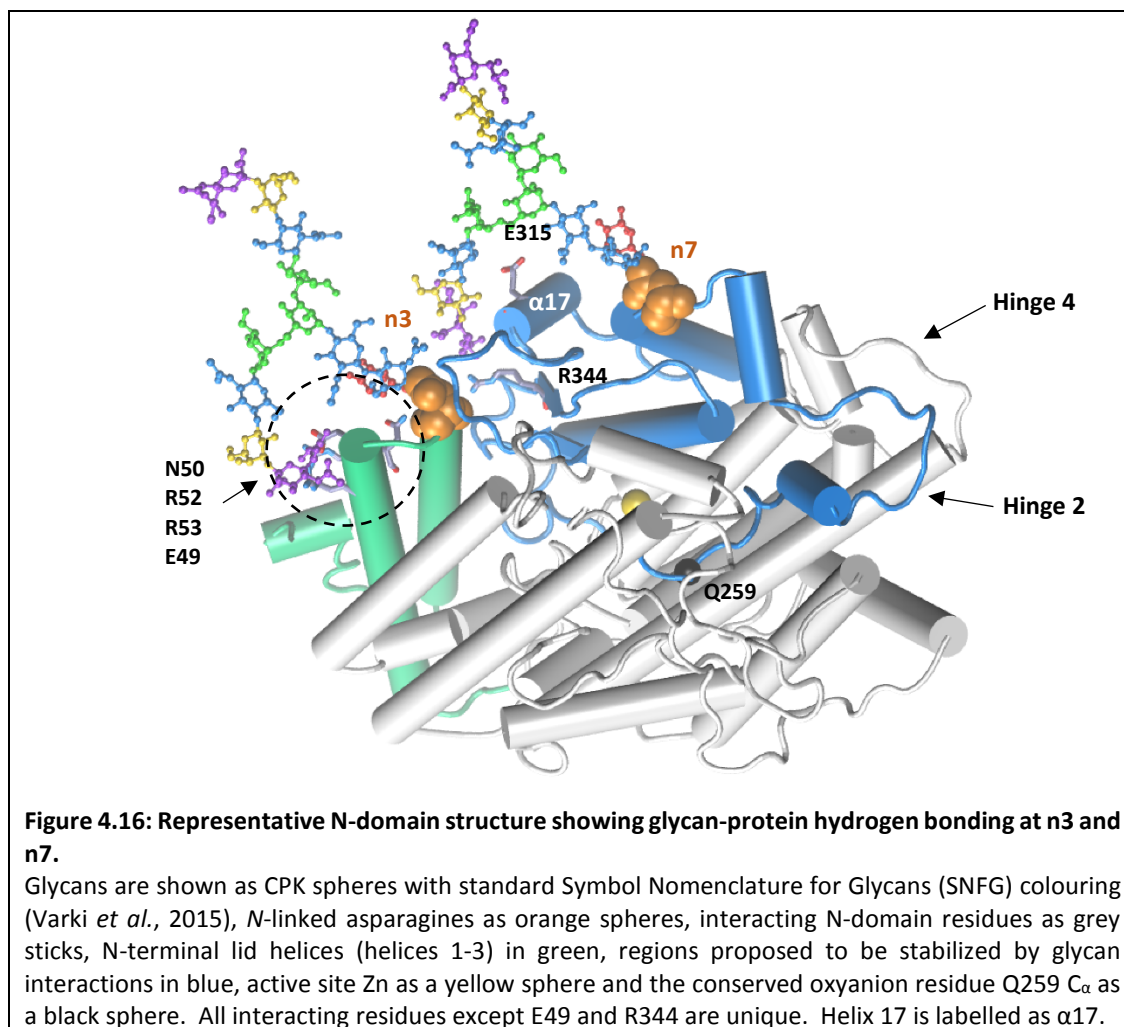 E315
n7
α17
Hinge 4
n3
R344
N50
R52
R53
E49
Hinge 2
Q259
Figure 4.16: Representative N-domain structure showing glycan-protein hydrogen bonding at n3 and
n7.
Glycans are shown as CPK spheres with standard Symbol Nomenclature for Glycans (SNFG) colouring
(Varki et al., 2015), N-linked asparagines as orange spheres, interacting N-domain residues as grey
sticks, N-terminal lid helices (helices 1-3) in green, regions proposed to be stabilized by glycan
interactions in blue, active site Zn as a yellow sphere and the conserved oxyanion residue Q259 Cα as
a black sphere. All interacting residues except E49 and R344 are unique. Helix 17 is labelled as α17.